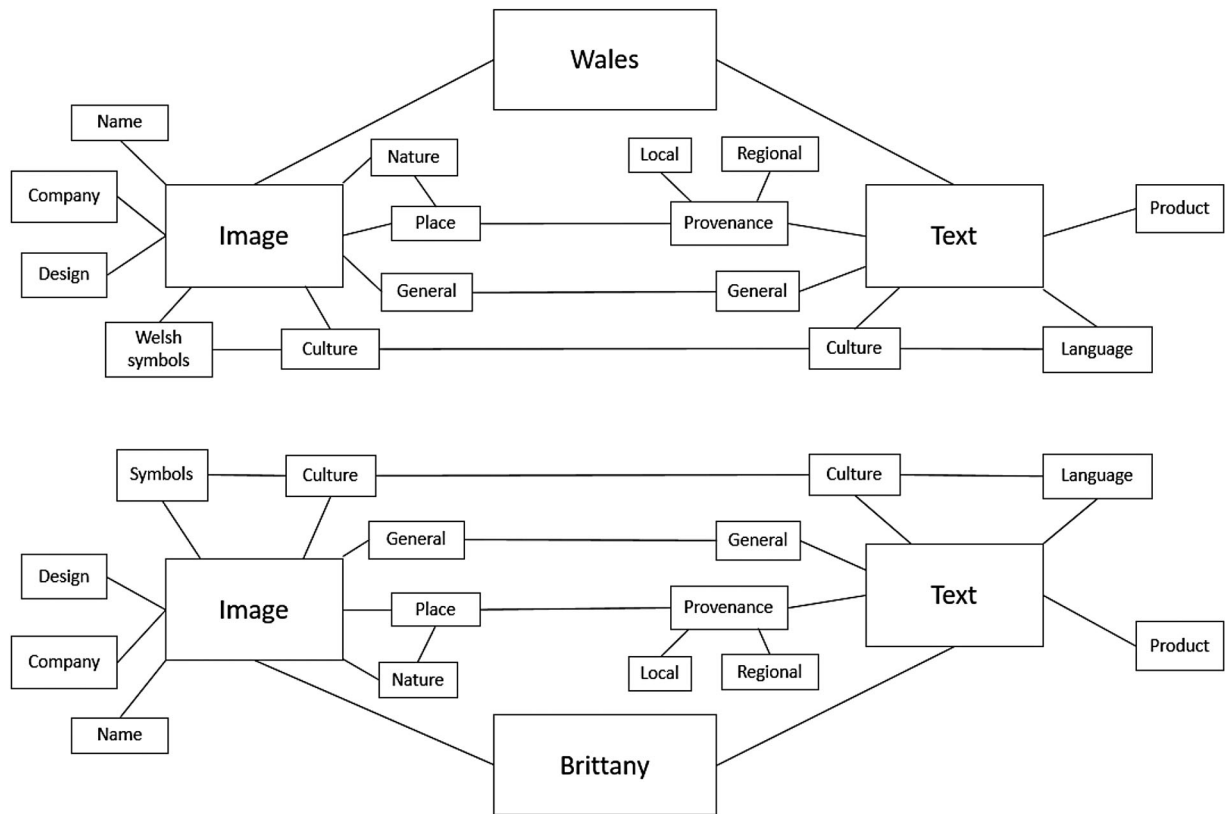 Wales
Name
Nature
Local
Regional
Company
Image
Place
Provenance
Text
Product
Design
General
General
Welsh
symbols
Culture
Culture
Language
Symbols
Culture
Culture
Language
General
General
Design
Image
Place
Provenance
Text
Company
Nature
Local
Regional
Product
Name
Brittany